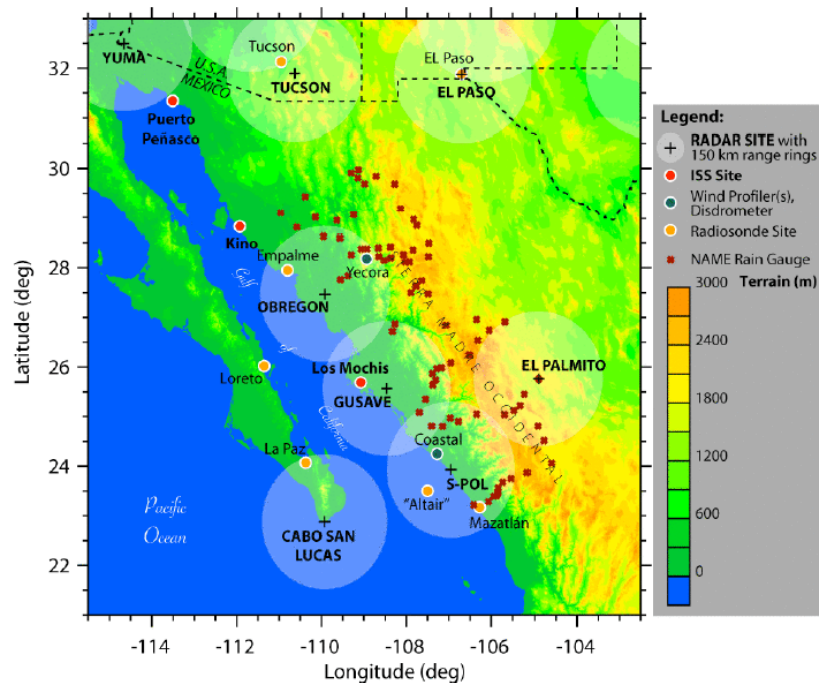 Tucson
YUMA
U.S.A.
MEXICO
TUCSON
El Paso
EL PASO
Puerto
Peñasco
Kino
Empalme
Yecora
OBREGON
Gulf
of
California
Loreto
Los Mochis
GUSAVE
EL PALMITO
SIERRA MADRE OCCIDENTAL
La Paz
Coastal
S-POL
"Altair"
Mazatlán
CABO SAN
LUCAS
Pacific
Ocean
32
30
28
26
24
22
Latitude (deg)
-114
-112
-110
-108
-106
-104
Longitude (deg)
Legend:
RADAR SITE with
150 km range rings
ISS Site
Wind Profiler(s),
Disdrometer
Radiosonde Site
NAME Rain Gauge
3000 Terrain (m)
2400
1800
1200
600
0